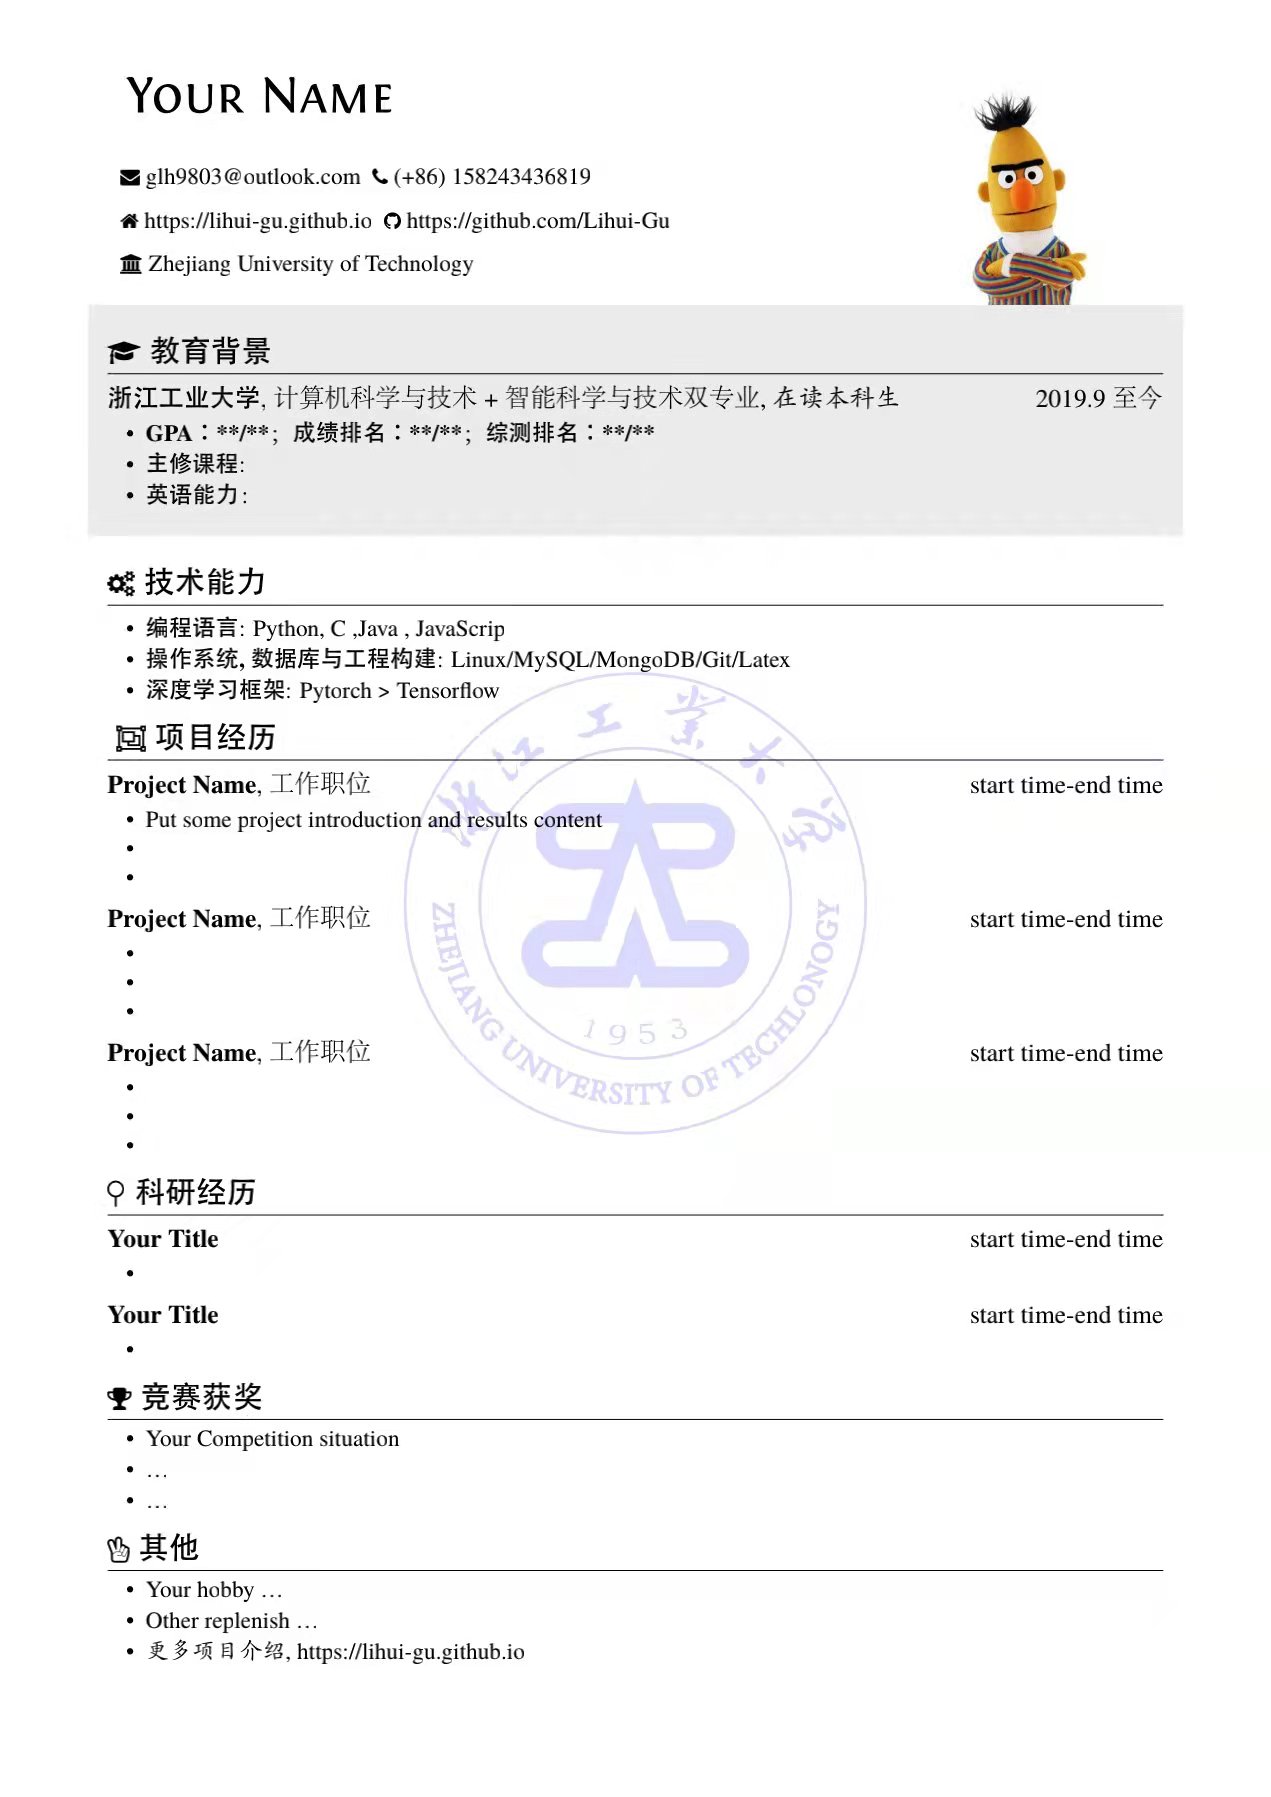 YOUR NAME
glh9803@outlook.com (+86) 158243436819
https://lihui-gu.github.io https://github.com/Lihui-Gu
Zhejiang University of Technology
教育背景
浙江工业大学, 计算机科学与技术 + 智能科学与技术双专业, 在读本科生 2019.9 至今
• GPA：**/**；成绩排名：**/**；综测排名：**/**
• 主修课程:
• 英语能力:
技术能力
• 编程语言: Python, C ,Java , JavaScrip
• 操作系统, 数据库与工程构建: Linux/MySQL/MongoDB/Git/Latex
• 深度学习框架: Pytorch > Tensorflow
项目经历
Project Name, 工作职位 start time-end time
• Put some project introduction and results content
•
•
Project Name, 工作职位 start time-end time
•
•
•
Project Name, 工作职位 start time-end time
•
•
•
浙江工业大学
1953
ZHEJIANG UNIVERSITY OF TECHLONOGY
科研经历
Your Title start time-end time
•
Your Title start time-end time
•
竞赛获奖
• Your Competition situation
• …
• …
其他
• Your hobby …
• Other replenish …
• 更多项目介绍, https://lihui-gu.github.io